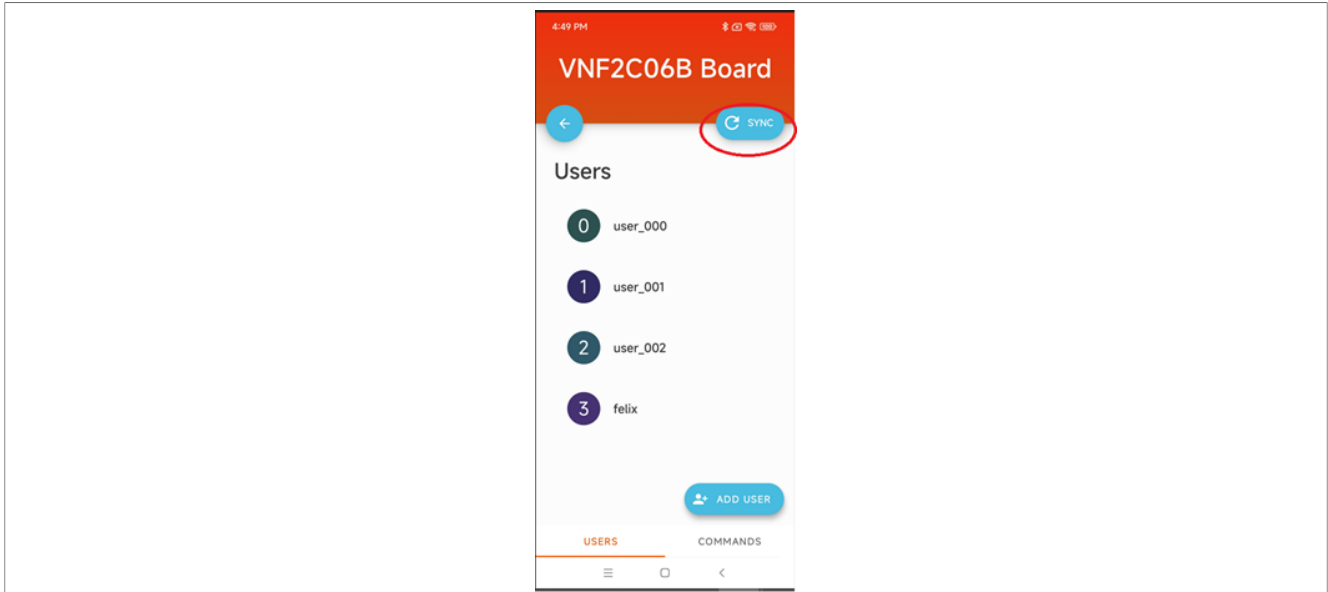 4:49 PM
VNF2C06B Board
SYNC
Users
0 user_000
1 user_001
2 user_002
3 felix
ADD USER
USERS COMMANDS